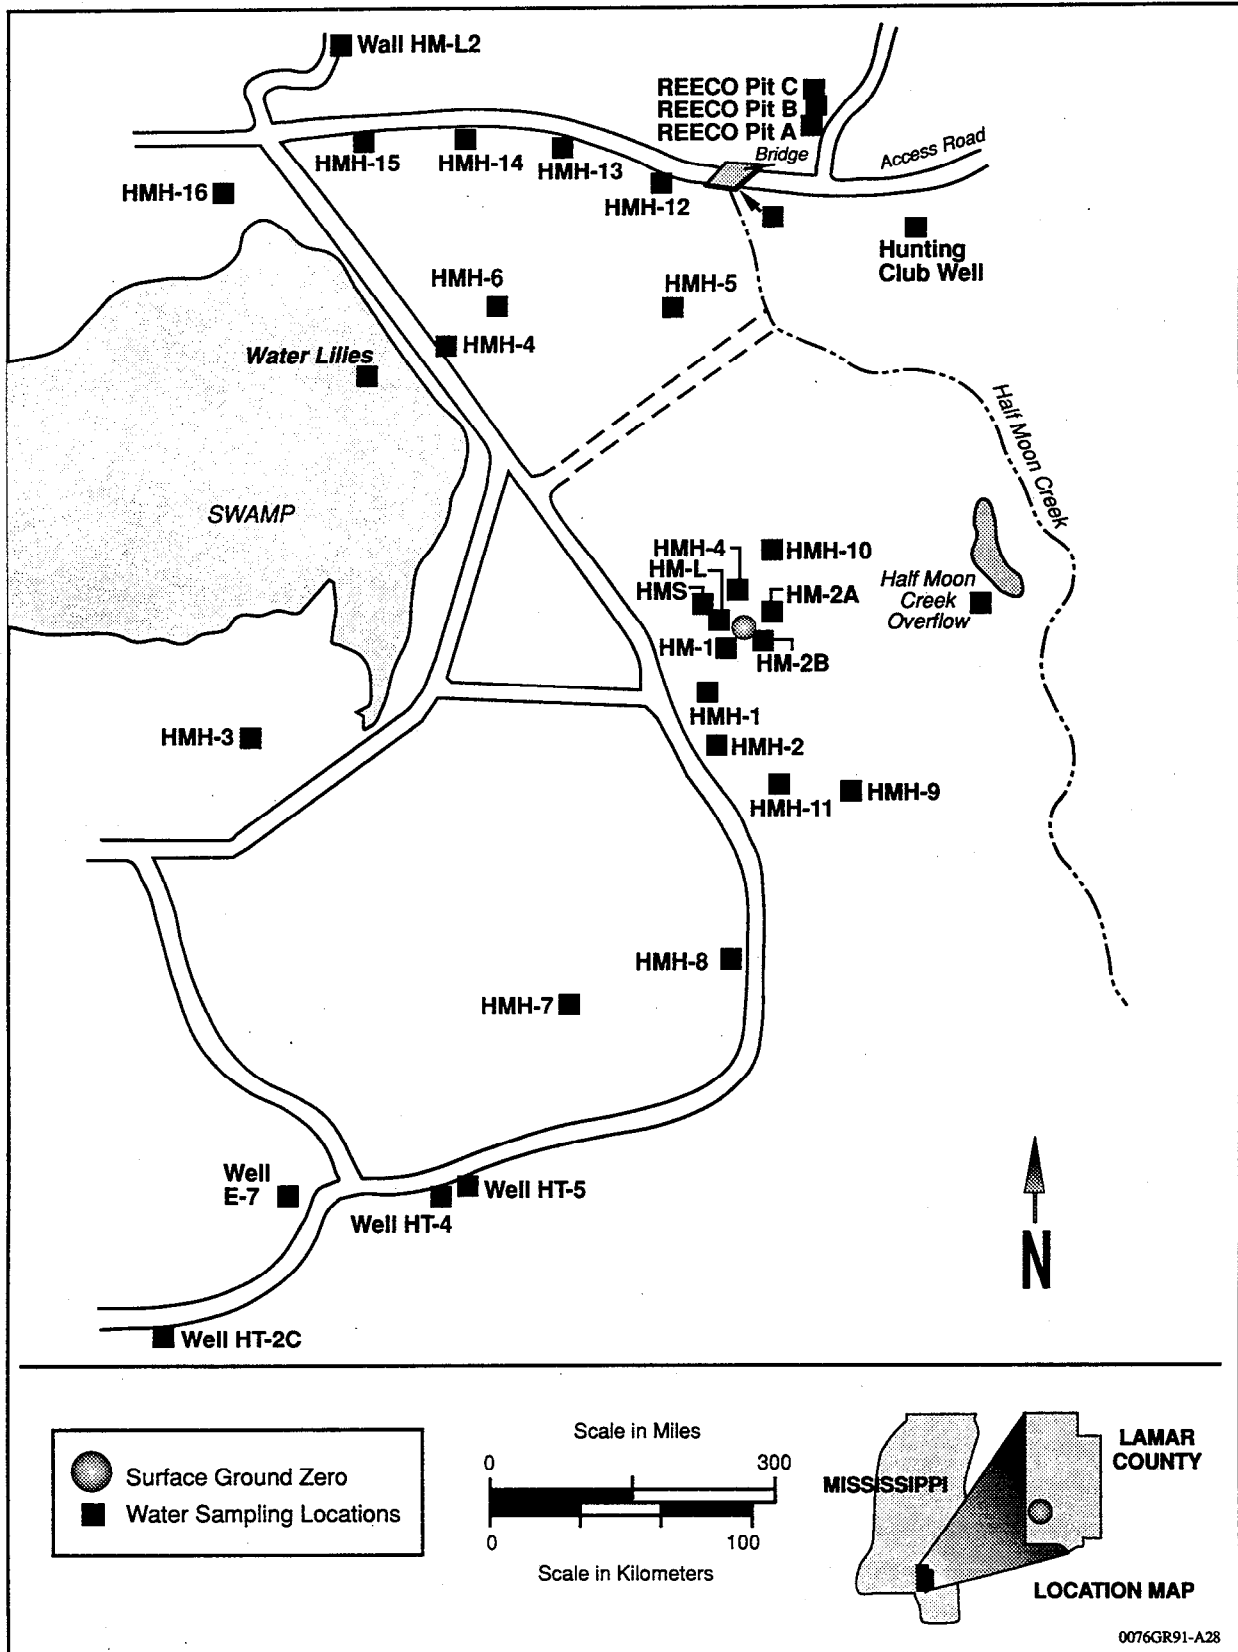 Wall HM-L2
REECO Pit C
REECO Pit B
REECO Pit A
Bridge
Access Road
HMH-15
HMH-14
HMH-13
HMH-16
HMH-12
Hunting
Club Well
HMH-6
HMH-5
HMH-4
Water Lilies
Half Moon Creek
SWAMP
HMH-4
HMH-10
HM-L
HMS
HM-2A
Half Moon
Creek
Overflow
HM-1
HM-2B
HMH-1
HMH-3
HMH-2
HMH-11
HMH-9
HMH-8
HMH-7
Well
E-7
Well HT-5
Well HT-4
N
Well HT-2C
Surface Ground Zero
Water Sampling Locations
Scale in Miles
0 300
0 100
Scale in Kilometers
MISSISSIPPI
LAMAR
COUNTY
LOCATION MAP
0076GR91-A28